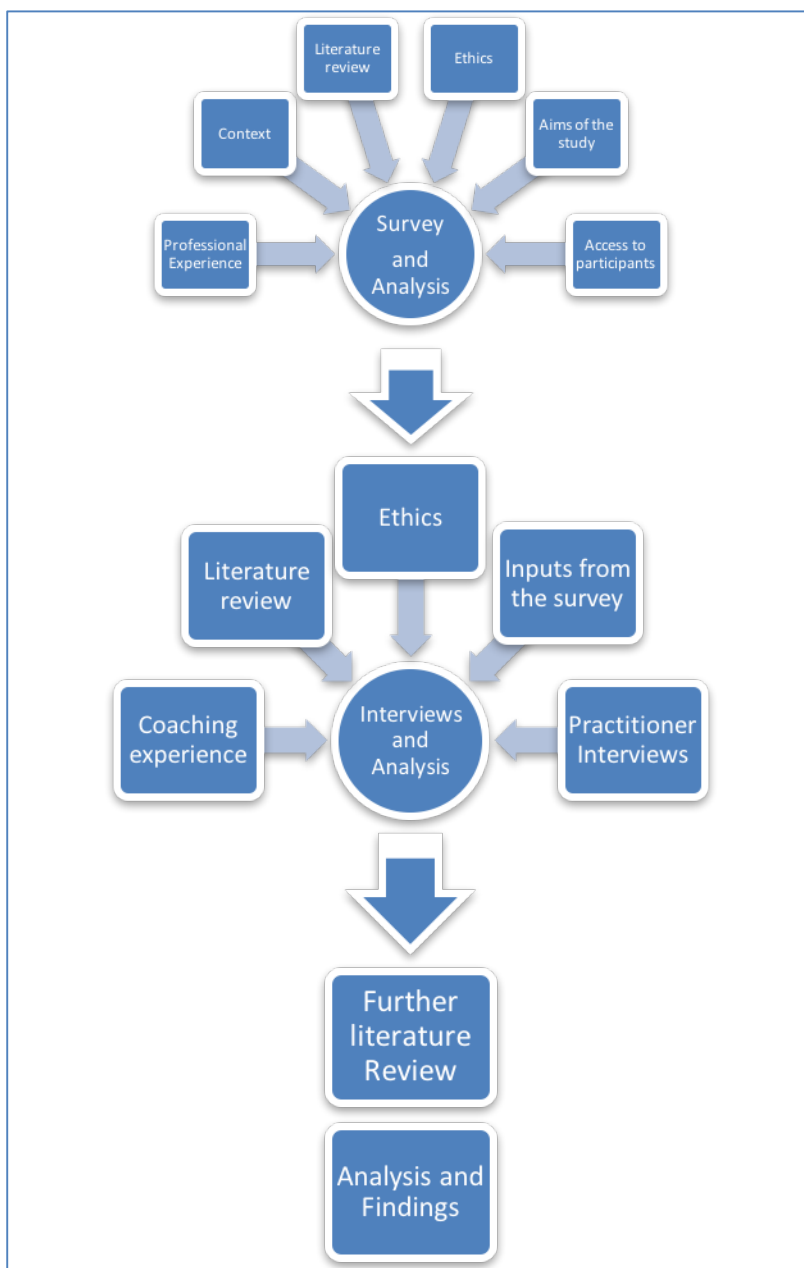 Literature
review
Ethics
Context
Aims of the
study
Professional
Experience
Survey
and
Analysis
Access to
participants
Ethics
Literature
review
Inputs from
the survey
Coaching
experience
Interviews
and
Analysis
Practitioner
Interviews
Further
literature
Review
Analysis and
Findings